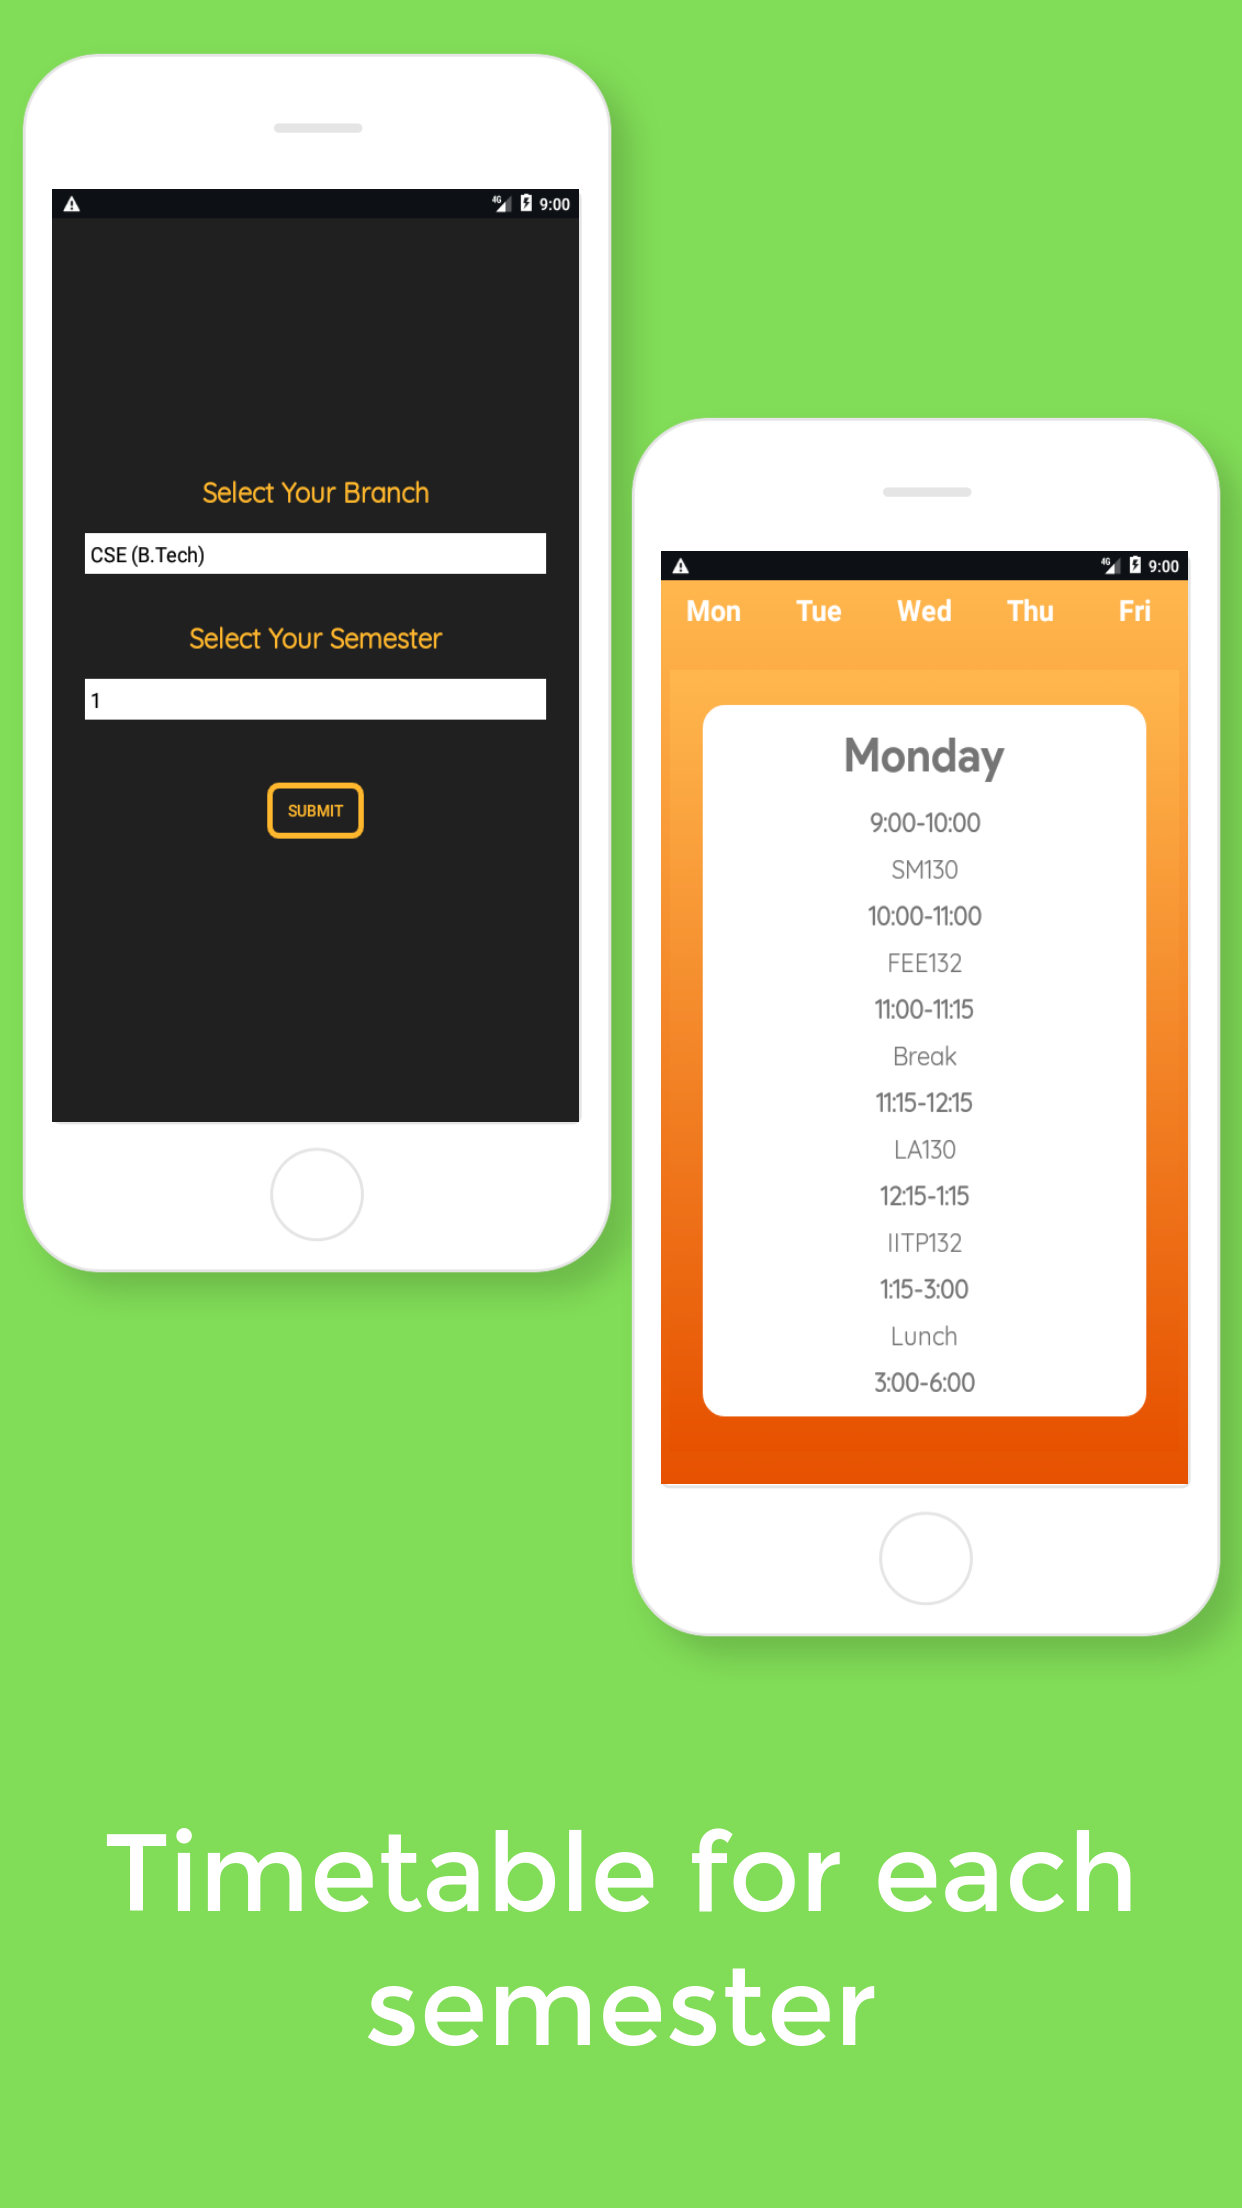 4G 9:00
Select Your Branch
CSE (B.Tech)
Select Your Semester
1
SUBMIT
4G 9:00
Mon Tue Wed Thu Fri
Monday
9:00-10:00
SM130
10:00-11:00
FEE132
11:00-11:15
Break
11:15-12:15
LA130
12:15-1:15
IITP132
1:15-3:00
Lunch
3:00-6:00
Timetable for each
semester